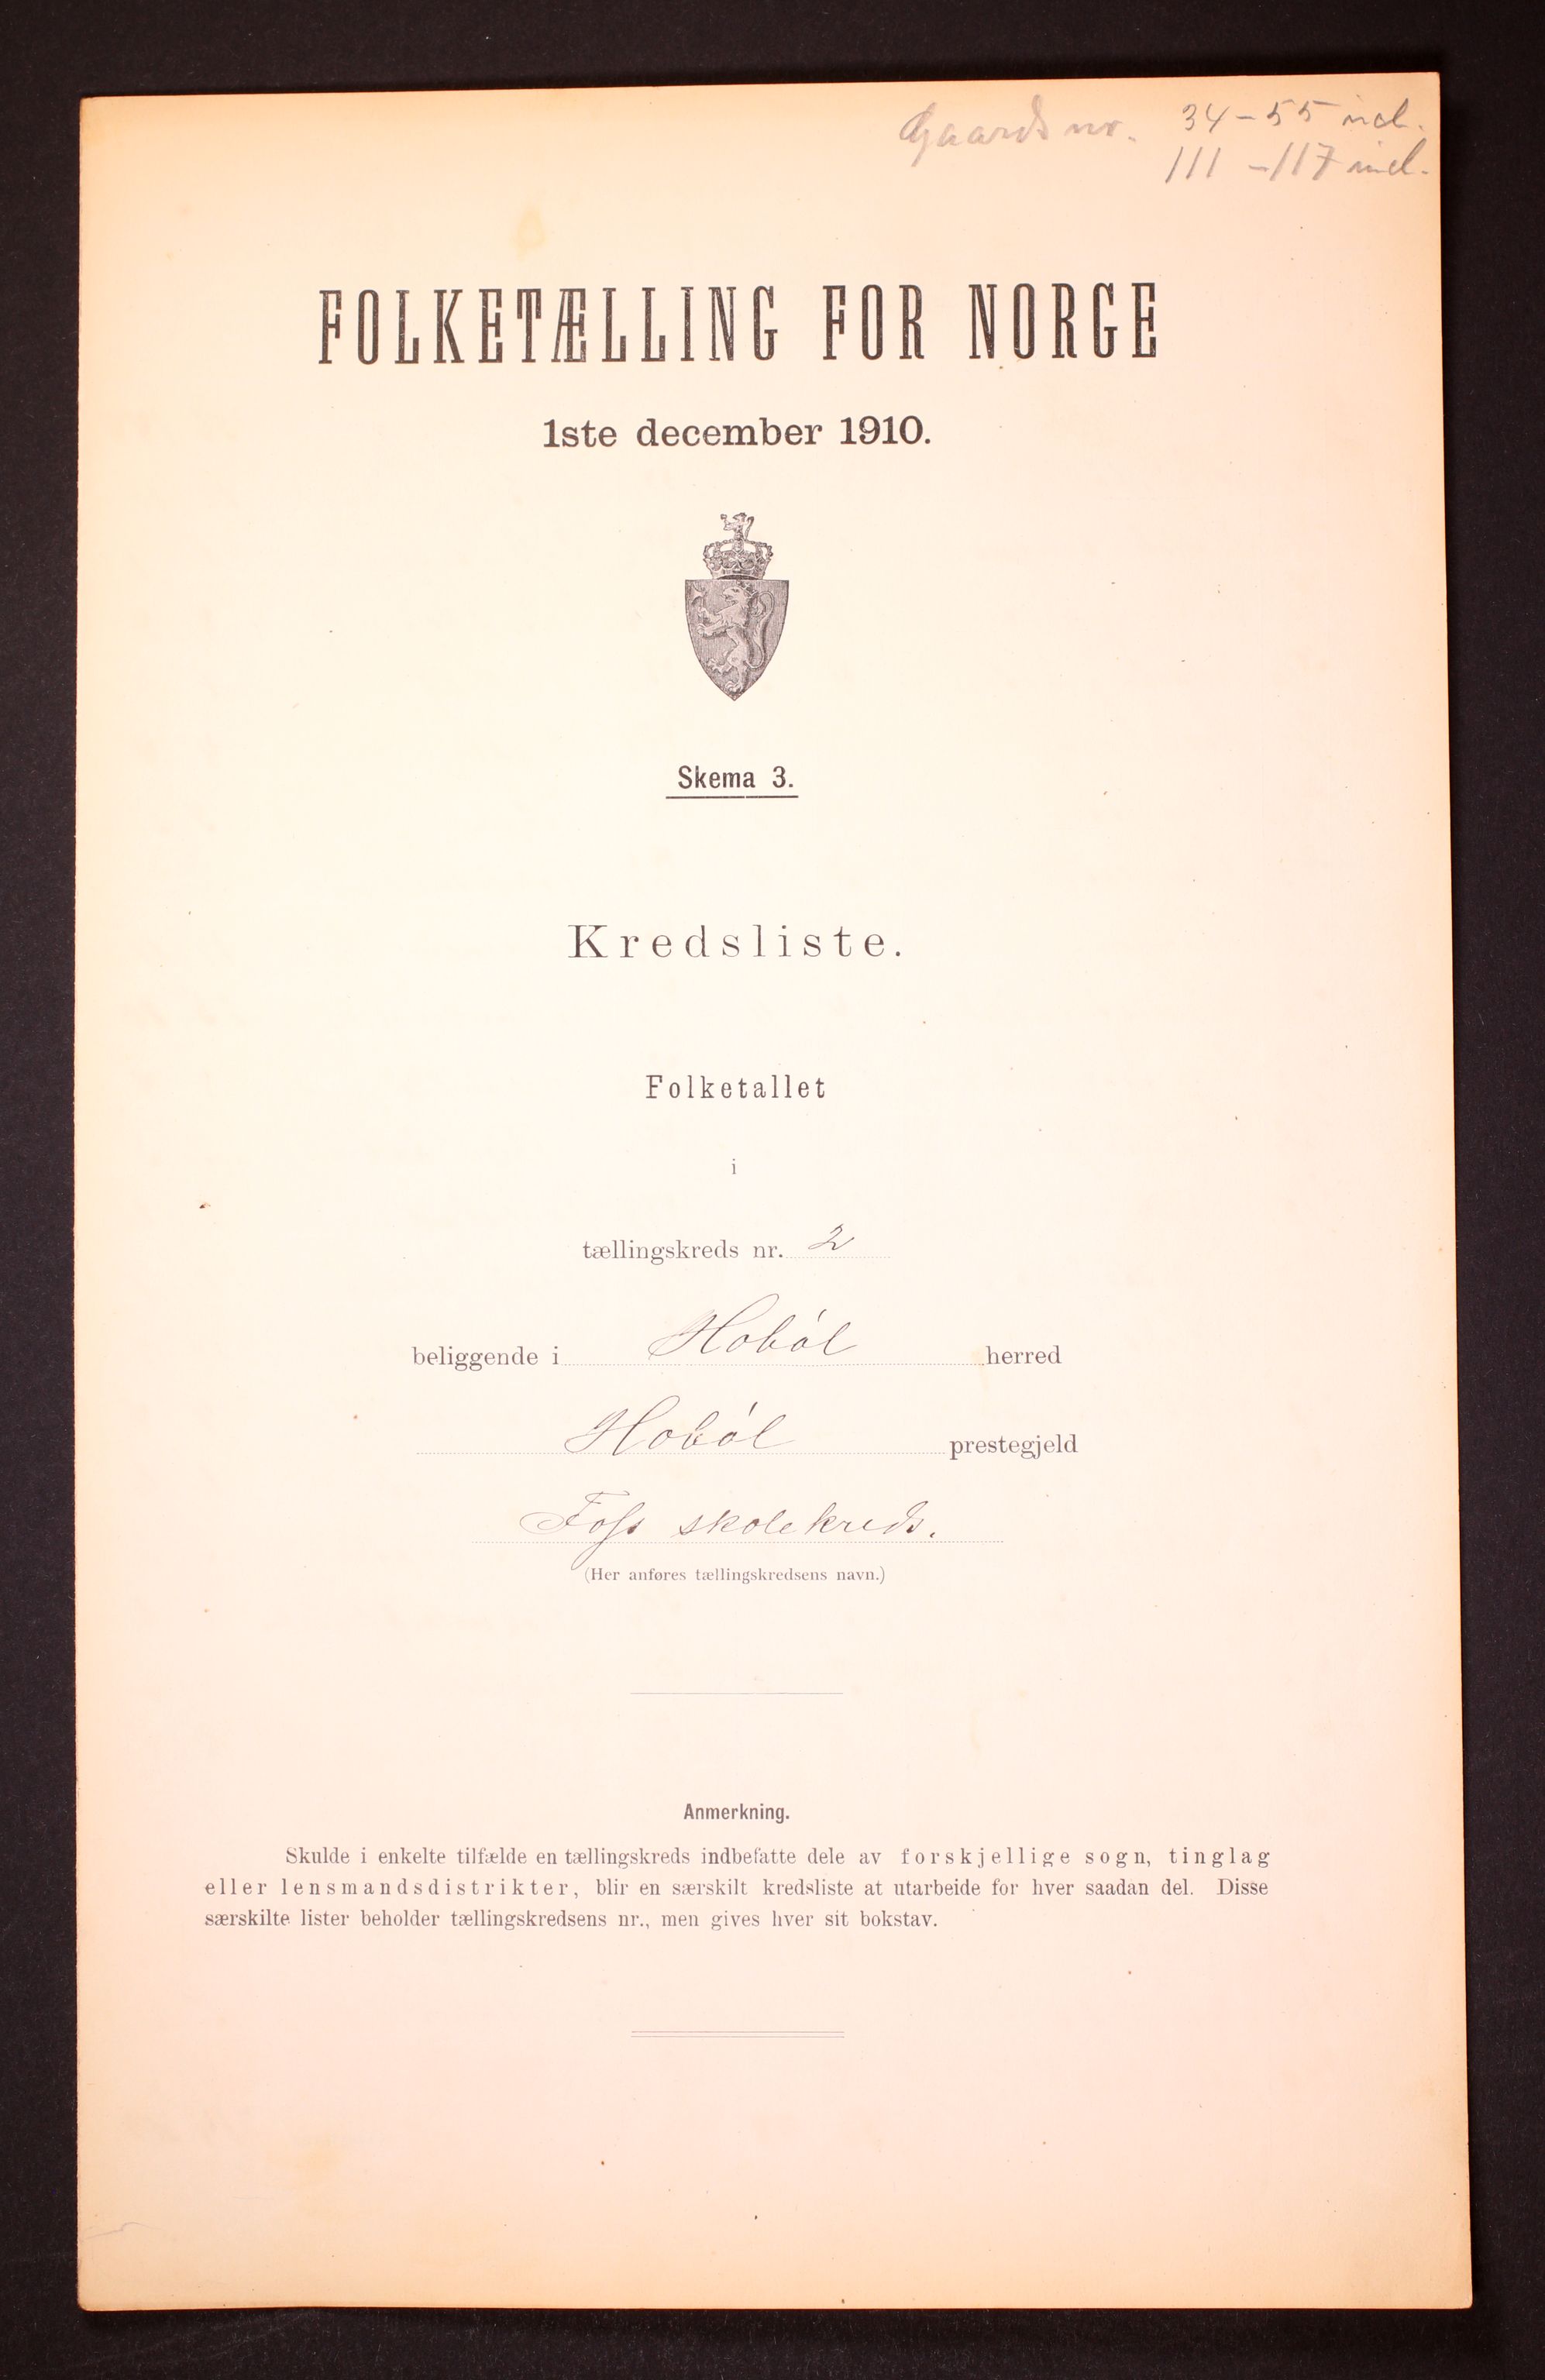 Gaards nr. 34-55 incl.
111-117 incl.
FOLKETÆLLING FOR NORGE
1ste december 1910.
Skema 3.
Kredsliste.
Folketallet
i
tællingskreds nr. 2
beliggende i Hobøl herred
Hobøl prestegjeld
Foss skolekreds.
(Her anføres tællingskredsens navn.)
Anmerkning.
Skulde i enkelte tilfælde en tællingskreds indbefatte dele av forskjellige sogn, tinglag
eller lensmandsdistrikter, blir en særskilt kredsliste at utarbeide for hver saadan del. Disse
særskilte lister beholder tællingskredsens nr., men gives hver sit bokstav.